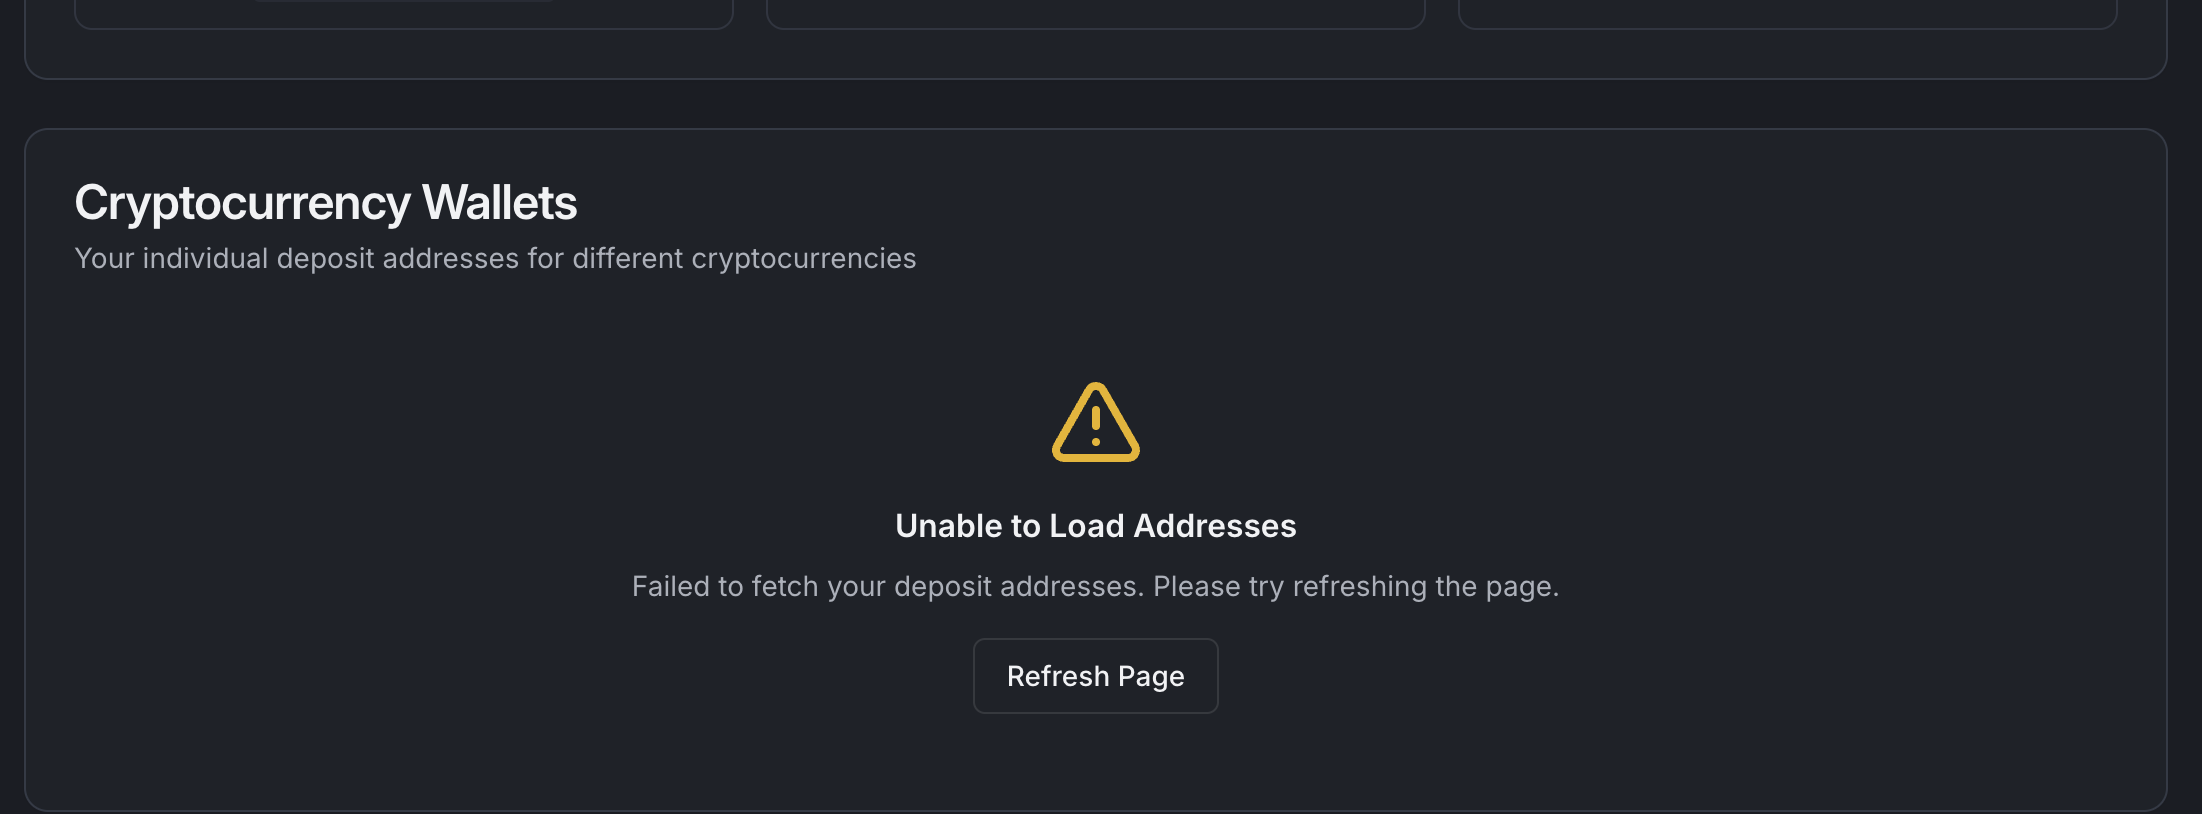 Cryptocurrency Wallets
Your individual deposit addresses for different cryptocurrencies
Unable to Load Addresses
Failed to fetch your deposit addresses. Please try refreshing the page.
Refresh Page